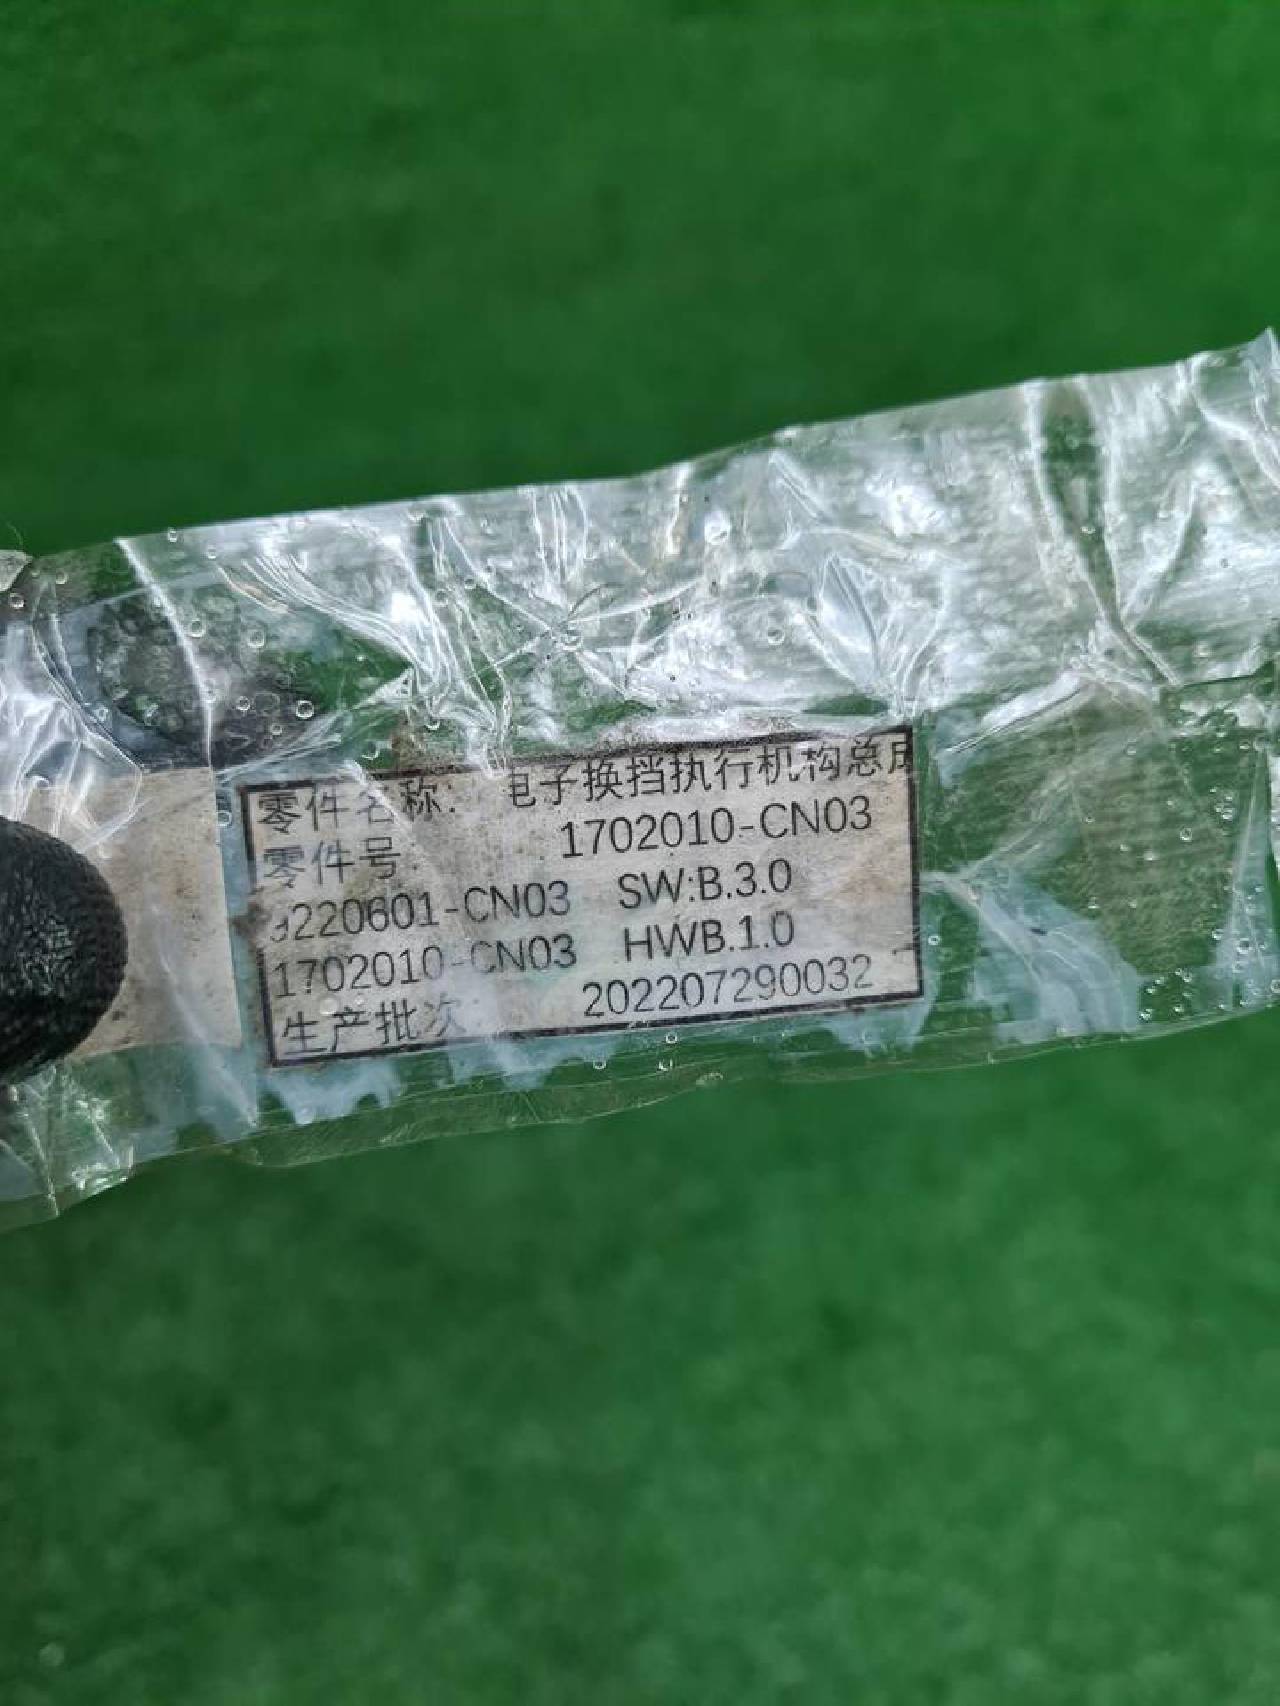 零件名称: 电子换挡执行机构总成
零件号: 1702010-CN03
3220601-CN03 SW:B.3.0
1702010-CN03 HWB.1.0
生产批次: 202207290032